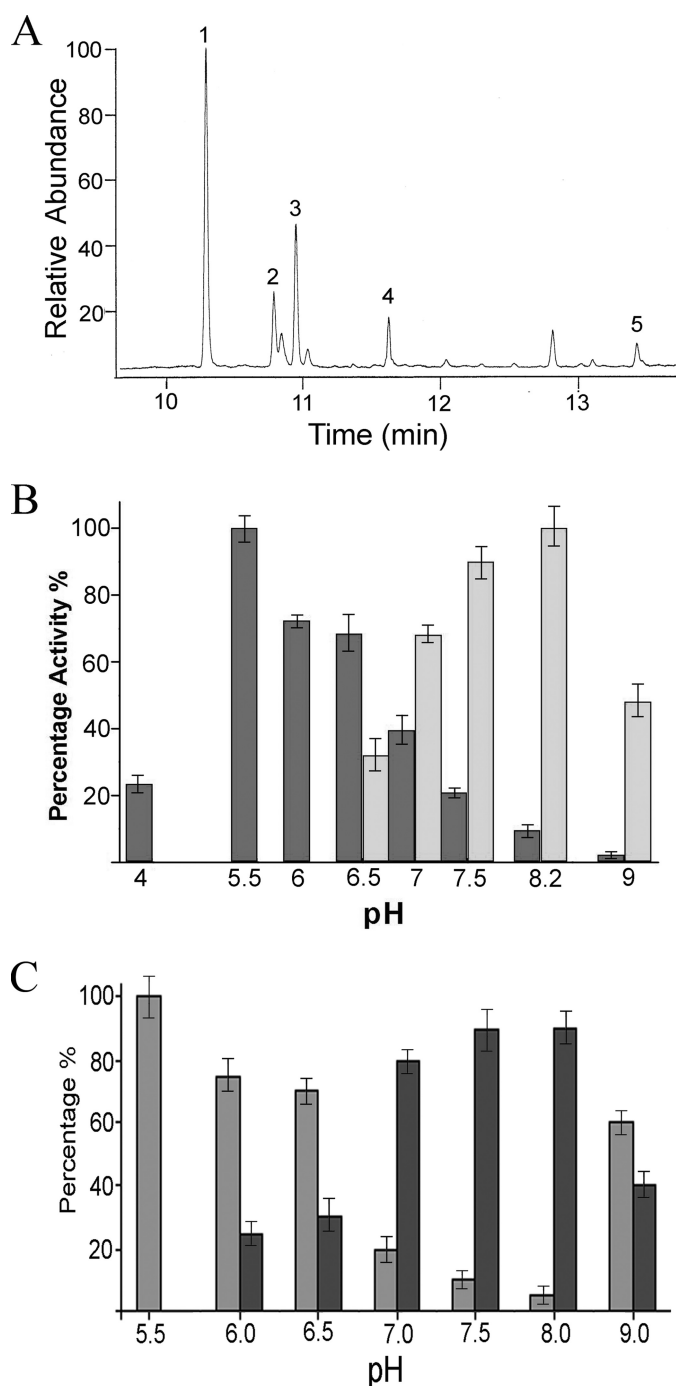 A
Relative Abundance
100
80
60
40
20
1
2
3
4
5
10 11 12 13
Time (min)
B
Percentage Activity %
100
80
60
40
20
4 5.5 6 6.5 7 7.5 8.2 9
pH
C
Percentage %
100
80
60
40
20
5.5 6.0 6.5 7.0 7.5 8.0 9.0
pH